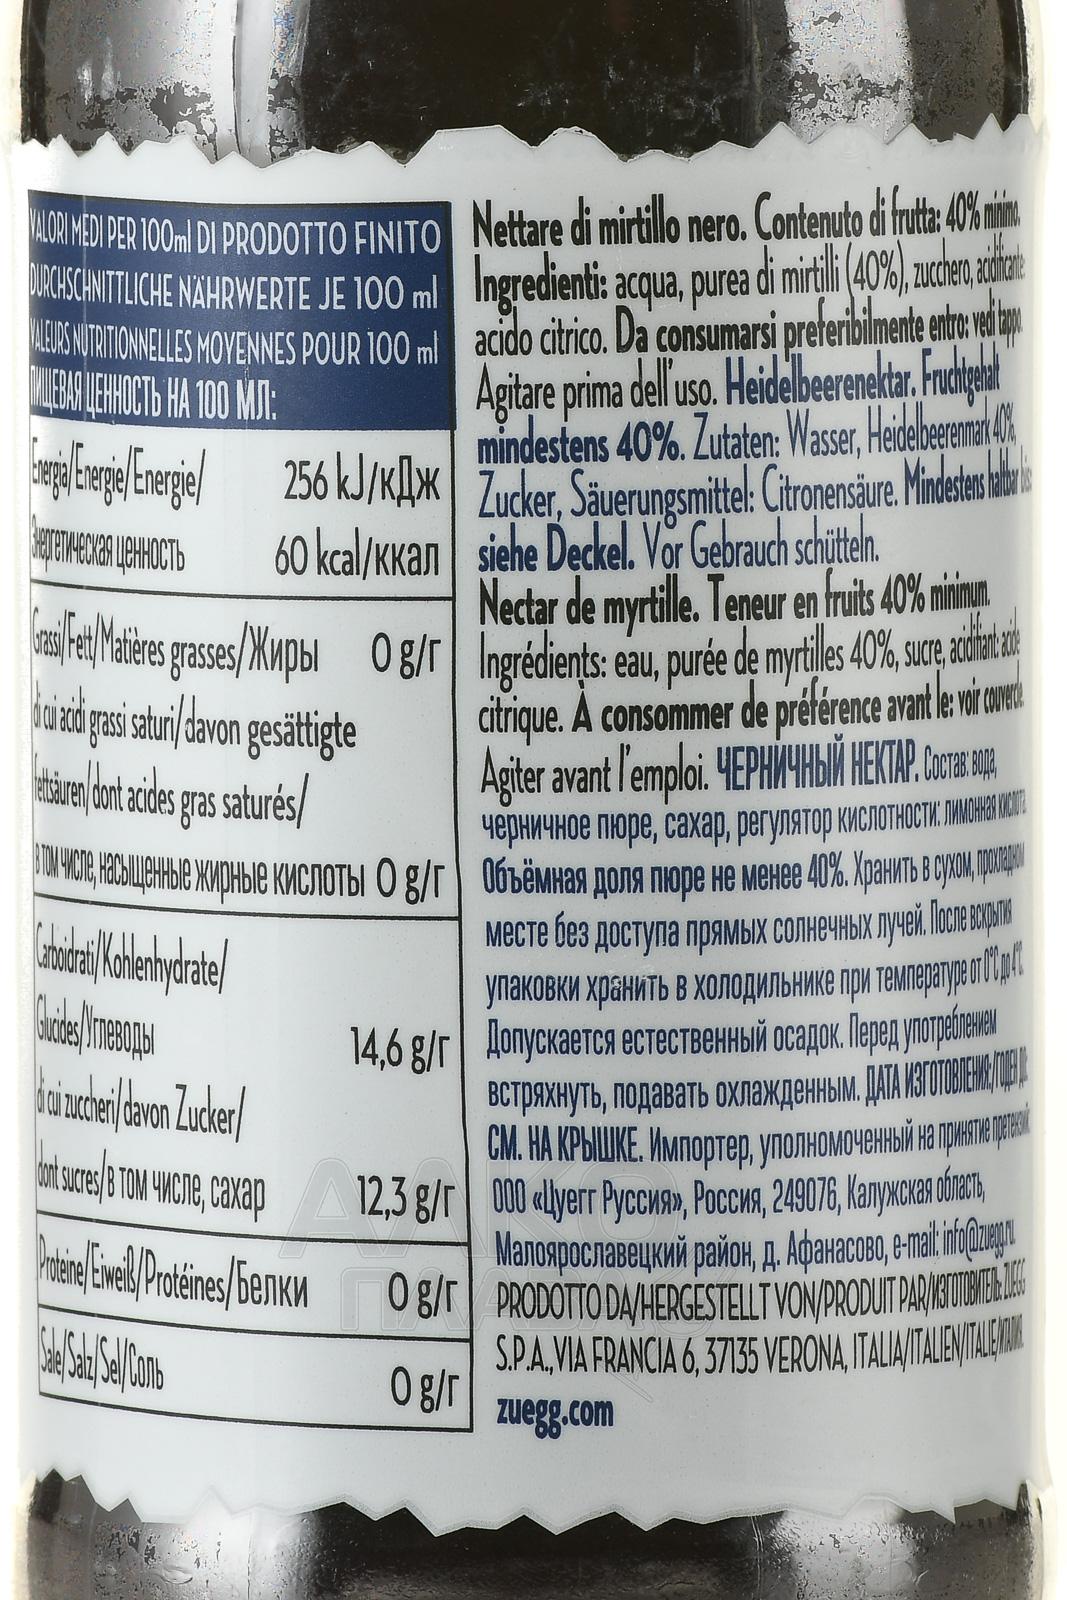 VALORI MEDI PER 100ml DI PRODOTTO FINITO
DURCHSCHNITTLICHE NÄHRWERTE JE 100 ml
VALEURS NUTRITIONNELLES MOYENNES POUR 100 ml
ПИЩЕВАЯ ЦЕННОСТЬ НА 100 МЛ:
Energia/Energie/Energie/ 256 kJ/кДж
Энергетическая ценность 60 kcal/ккал
Grassi/Fett/Matières grasses/Жиры 0 g/г
di cui acidi grassi saturi/davon gesättigte
Fettsäuren/dont acides gras saturés/
в том числе, насыщенные жирные кислоты 0 g/г
Carboidrati/Kohlenhydrate/
Glucides/Углеводы 14,6 g/г
di cui zuccheri/davon Zucker/
dont sucres/в том числе, сахар 12,3 g/г
Proteine/Eiweiß/Protéines/Белки 0 g/г
Sale/Salz/Sel/Соль 0 g/г
Nettare di mirtillo nero. Contenuto di frutta: 40% minimo.
Ingredienti: acqua, purea di mirtilli (40%), zucchero, acidificante:
acido citrico. Da consumarsi preferibilmente entro: vedi tappo.
Agitare prima dell'uso. Heidelbeerenektar. Fruchtgehalt
mindestens 40%. Zutaten: Wasser, Heidelbeerenmark 40%,
Zucker, Säuerungsmittel: Citronensäure. Mindestens haltbar bis:
siehe Deckel. Vor Gebrauch schütteln.
Nectar de myrtille. Teneur en fruits 40% minimum.
Ingrédients: eau, purée de myrtilles 40%, sucre, acidifiant: acide
citrique. À consommer de préférence avant le: voir couvercle.
Agiter avant l'emploi. ЧЕРНИЧНЫЙ НЕКТАР. Состав: вода,
черничное пюре, сахар, регулятор кислотности: лимонная кислота.
Объёмная доля пюре не менее 40%. Хранить в сухом, прохладном
месте без доступа прямых солнечных лучей. После вскрытия
упаковки хранить в холодильнике при температуре от 0°C до 4°C.
Допускается естественный осадок. Перед употреблением
встряхнуть, подавать охлажденным. ДАТА ИЗГОТОВЛЕНИЯ:/ГОДЕН ДО:
СМ. НА КРЫШКЕ. Импортер, уполномоченный на принятие претензий:
ООО «Цуегг Руссия», Россия, 249076, Калужская область,
Малоярославецкий район, д. Афанасово, e-mail: info@zuegg.ru.
PRODOTTO DA/HERGESTELLT VON/PRODUIT PAR/ИЗГОТОВИТЕЛЬ: ZUEGG
S.P.A., VIA FRANCIA 6, 37135 VERONA, ITALIA/ITALIEN/ITALIE/ИТАЛИЯ.
zuegg.com